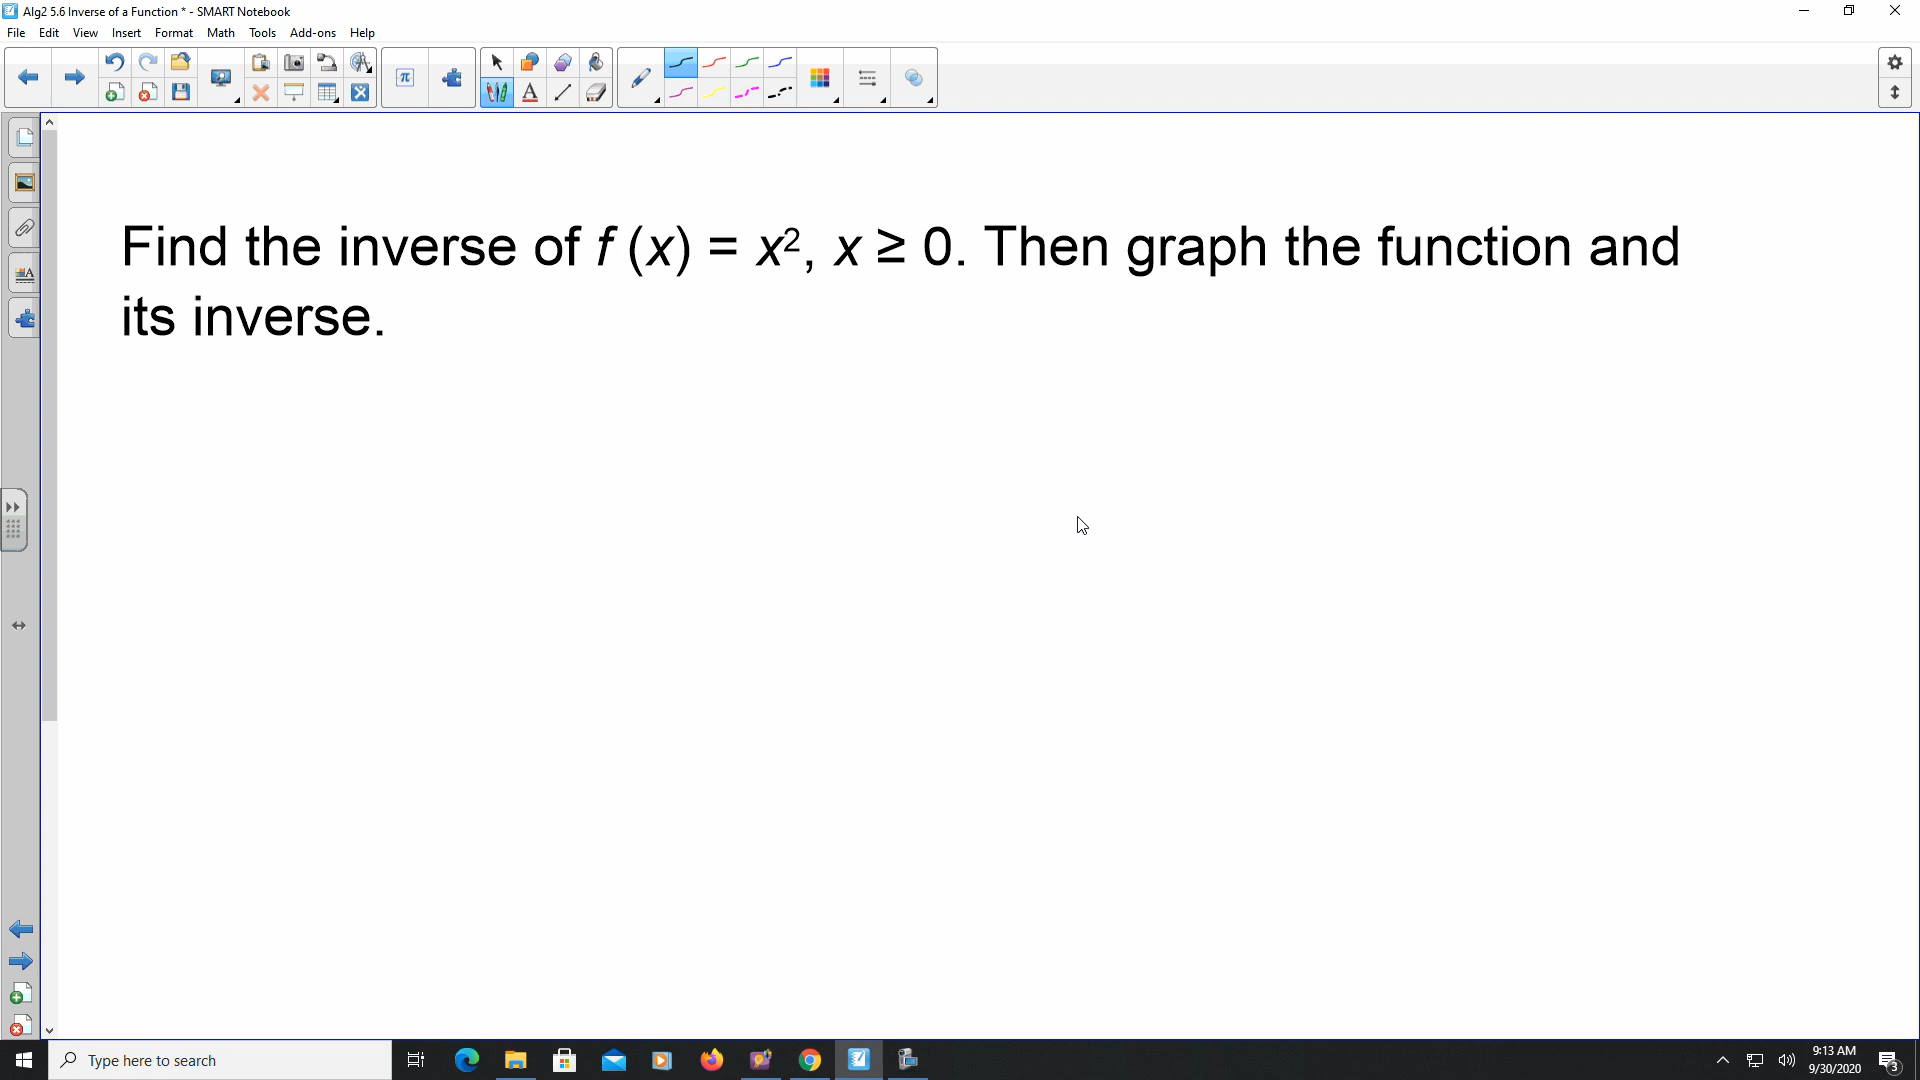 Alg2 5.6 Inverse of a Function * - SMART Notebook
File Edit View Insert Format Math Tools Add-ons Help
Find the inverse of f (x) = x², x ≥ 0. Then graph the function and
its inverse.
Type here to search
9:13 AM
9/30/2020
3